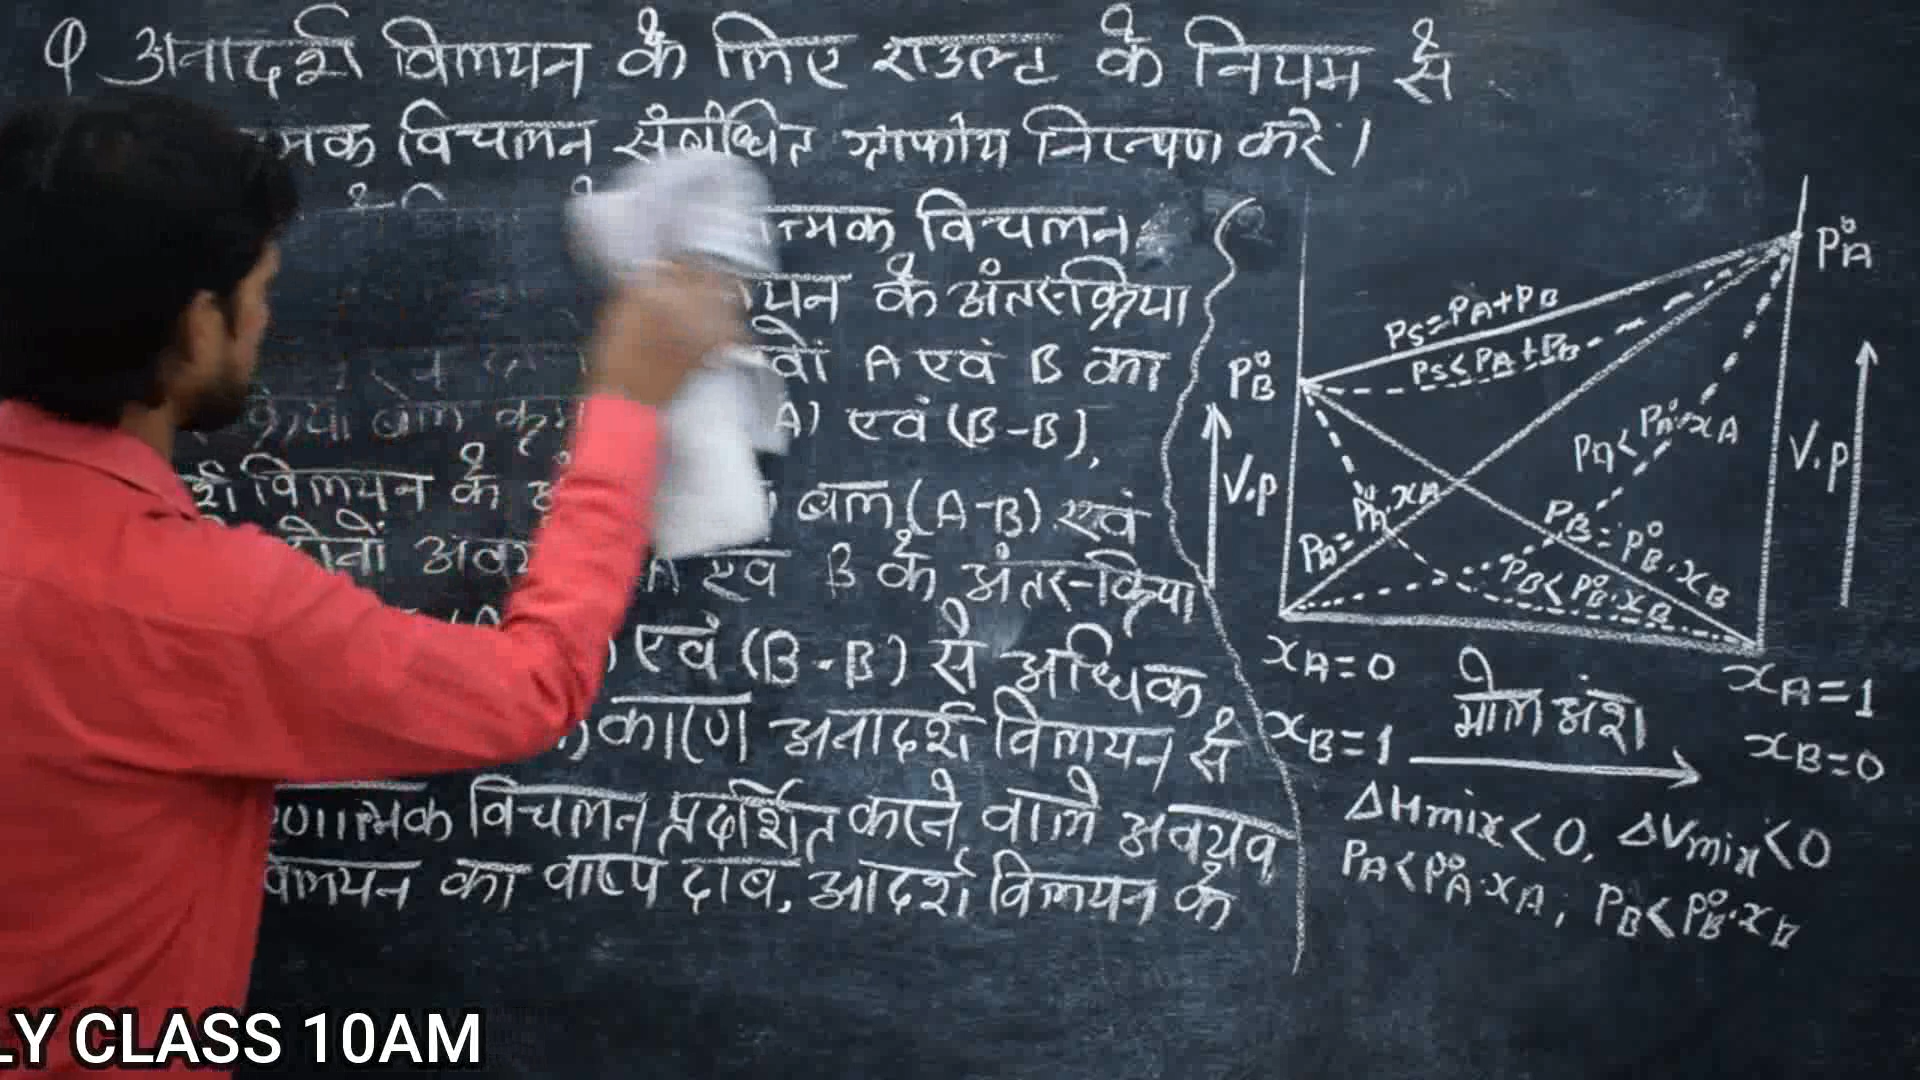 Q अनादर्श विलयन के लिए राउल्ट के नियम से
मक विचलन संबंधित ग्राफीय निरूपण करें।
त्मक विचलन
यन के अंतरक्रिया
वों A एवं B का
क्रिया बल A) एवं (B-B),
र्श विलयन के बल (A-B) एवं
दोनों अवय A एवं B के अंतर-क्रिया
) एवं (B-B) से अधिक
कारण अनादर्श विलयन से
णात्मक विचलन प्रदर्शित करने वाले अवयव
विलयन का वाष्प दाब, आदर्श विलयन के
P°A
PS=PA+PB
PS<PA+PB
P°B
PA<P°A·xA
V.P
V.P
PA=P°A·xA
PB=P°B·xB
PB<P°B·xB
xA=0
xA=1
मोल अंश
xB=1
xB=0
ΔHmix<0, ΔVmix<0
PA<P°A·xA; PB<P°B·xB
LY CLASS 10AM